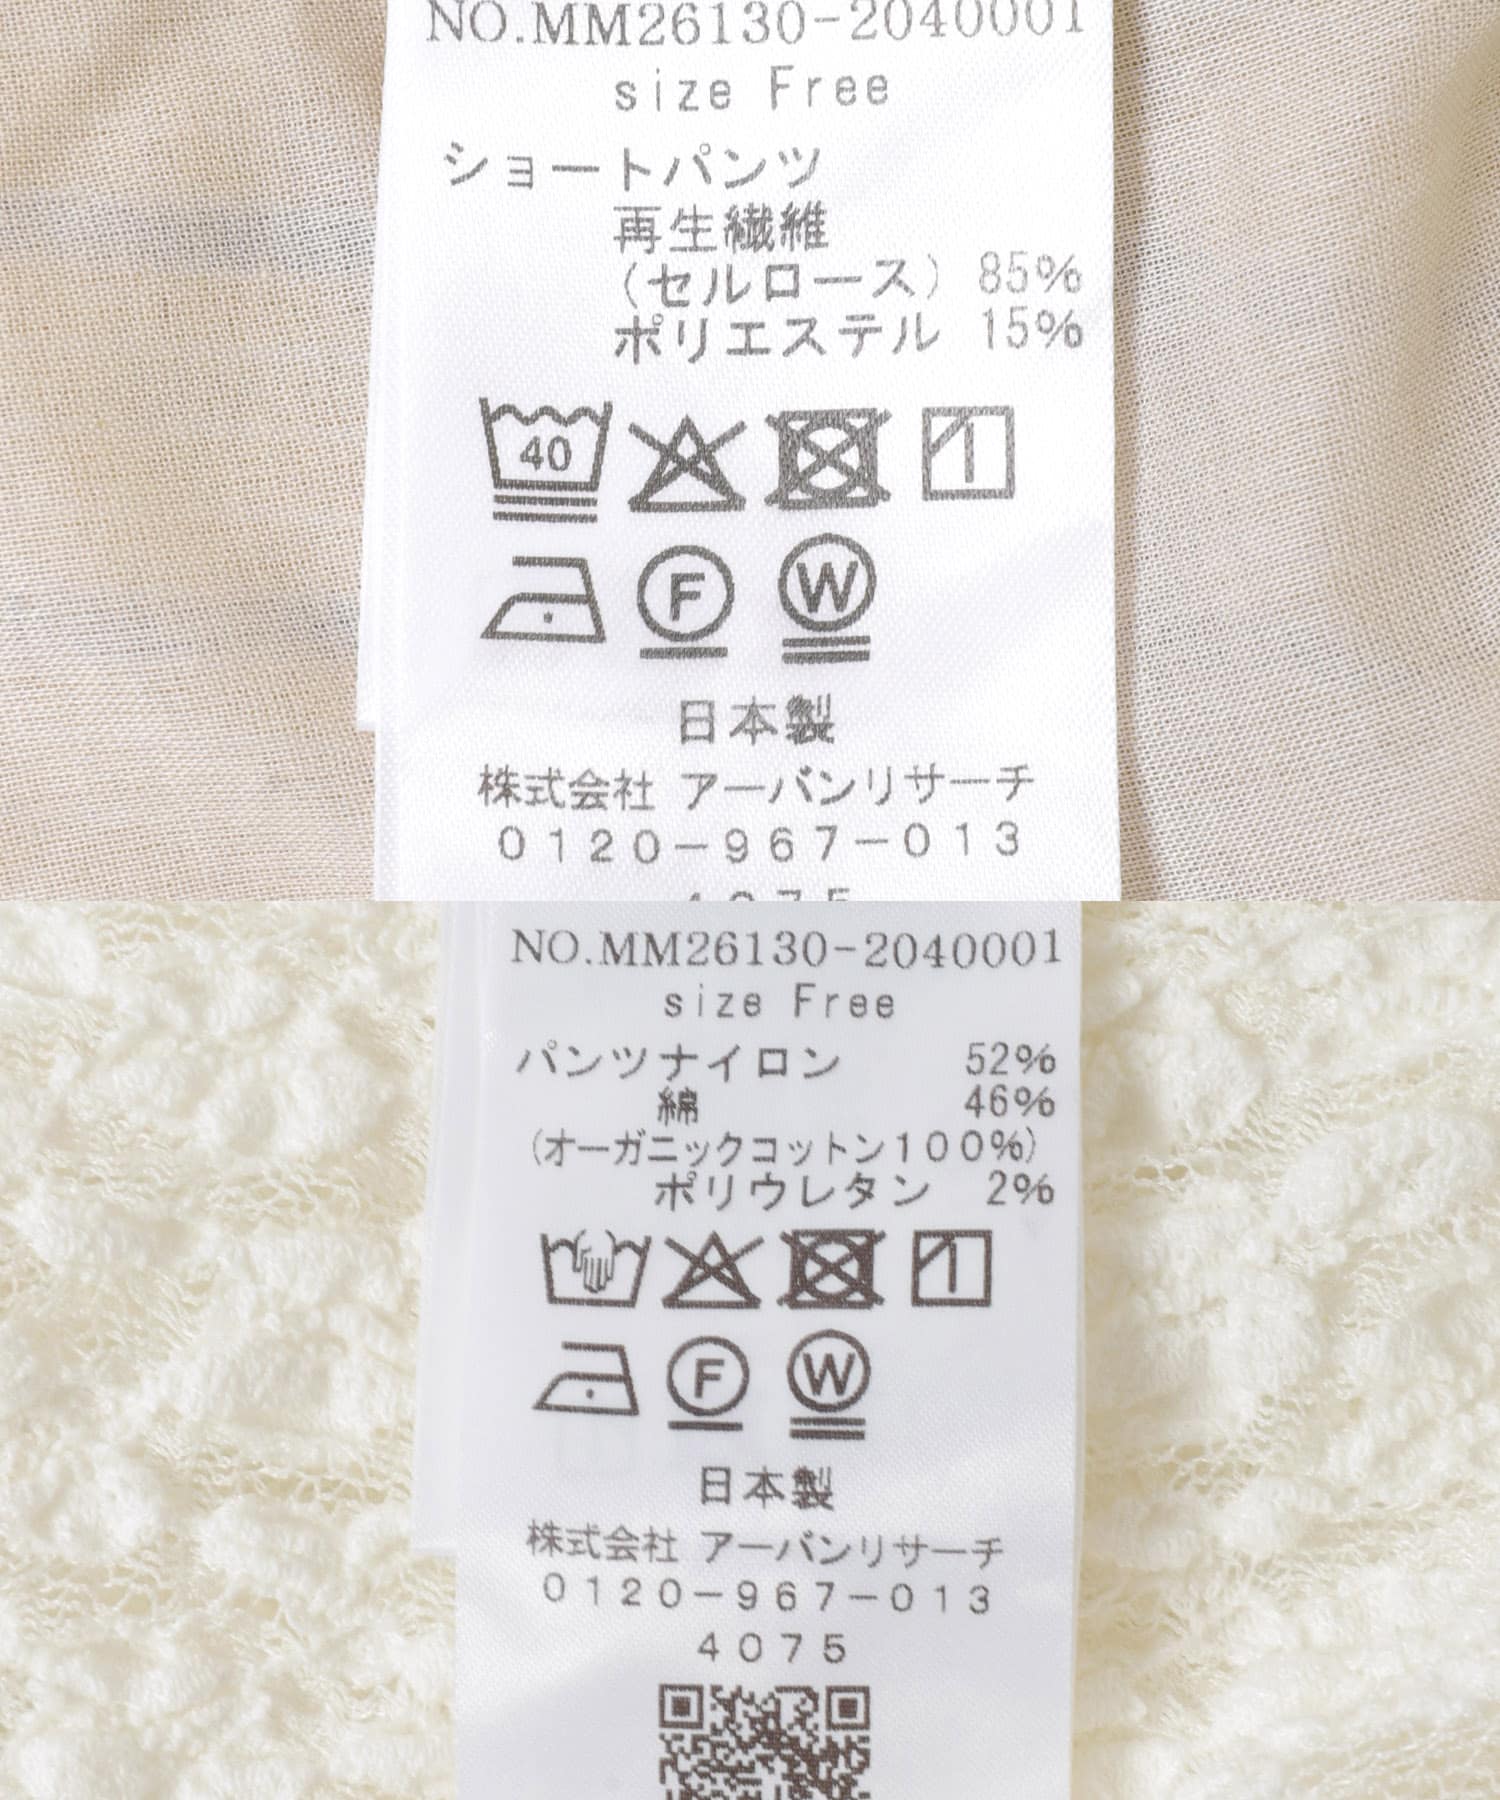 NO.MM26130-2040001
size Free
ショートパンツ
再生繊維
(セルロース) 85%
ポリエステル 15%
40
F W
日本製
株式会社 アーバンリサーチ
0120-967-013
4075
NO.MM26130-2040001
size Free
パンツナイロン 52%
綿 46%
(オーガニックコットン100%)
ポリウレタン 2%
F W
日本製
株式会社 アーバンリサーチ
0120-967-013
4075